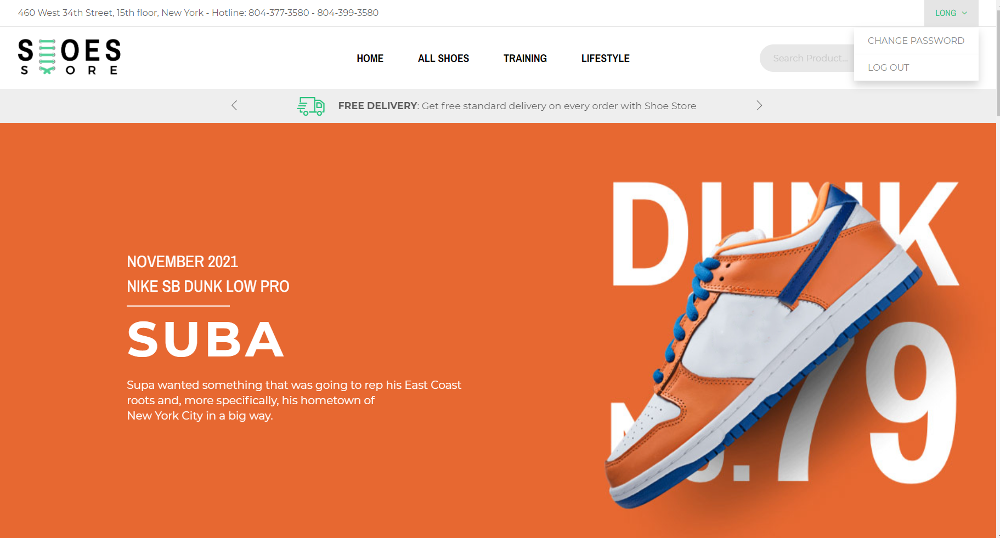 460 West 34th Street, 15th floor, New York - Hotline: 804-377-3580 - 804-399-3580
LONG
SHOES
STORE
HOME
ALL SHOES
TRAINING
LIFESTYLE
Search Product...
CHANGE PASSWORD
LOG OUT
FREE DELIVERY: Get free standard delivery on every order with Shoe Store
DUNK
NOVEMBER 2021
NIKE SB DUNK LOW PRO
SUBA
Supa wanted something that was going to rep his East Coast
roots and, more specifically, his hometown of
New York City in a big way.
No.79